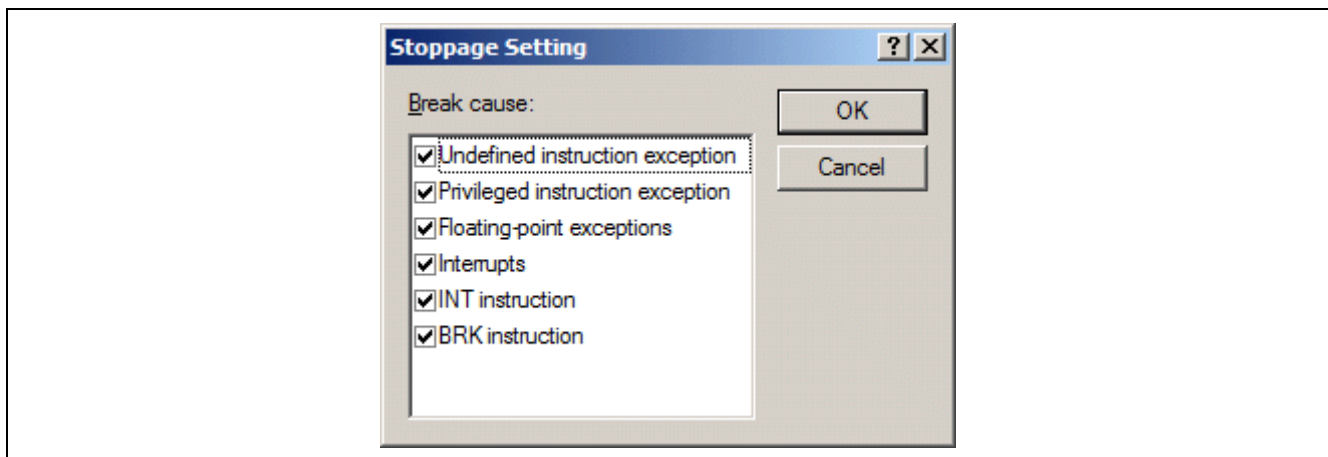 Stoppage Setting
Break cause:
OK
Cancel
Undefined instruction exception
Privileged instruction exception
Floating-point exceptions
Interrupts
INT instruction
BRK instruction